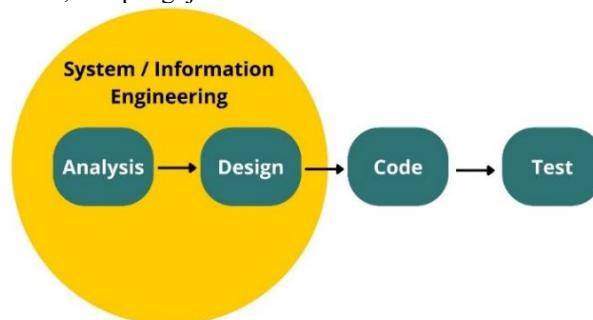 System / Information
Engineering
Analysis
Design
Code
Test